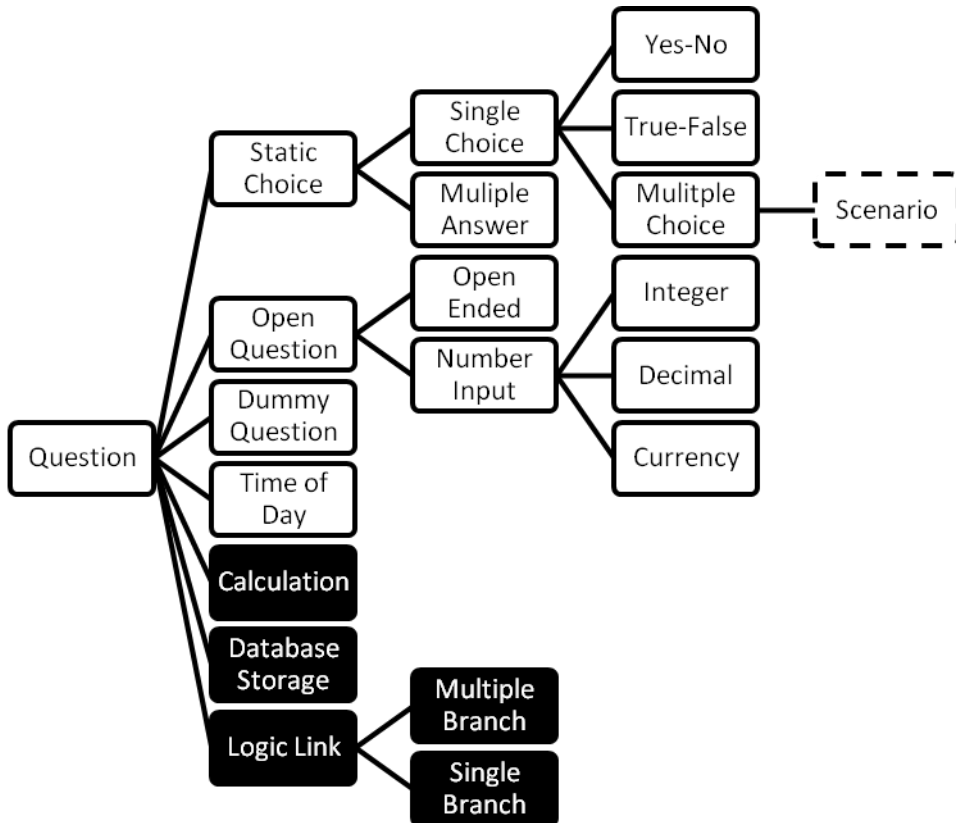 Yes-No
Single
Choice
True-False
Static
Choice
Muliple
Answer
Mulitple
Choice
Scenario
Open
Ended
Integer
Open
Question
Number
Input
Decimal
Dummy
Question
Question
Currency
Time of
Day
Calculation
Database
Storage
Multiple
Branch
Logic Link
Single
Branch